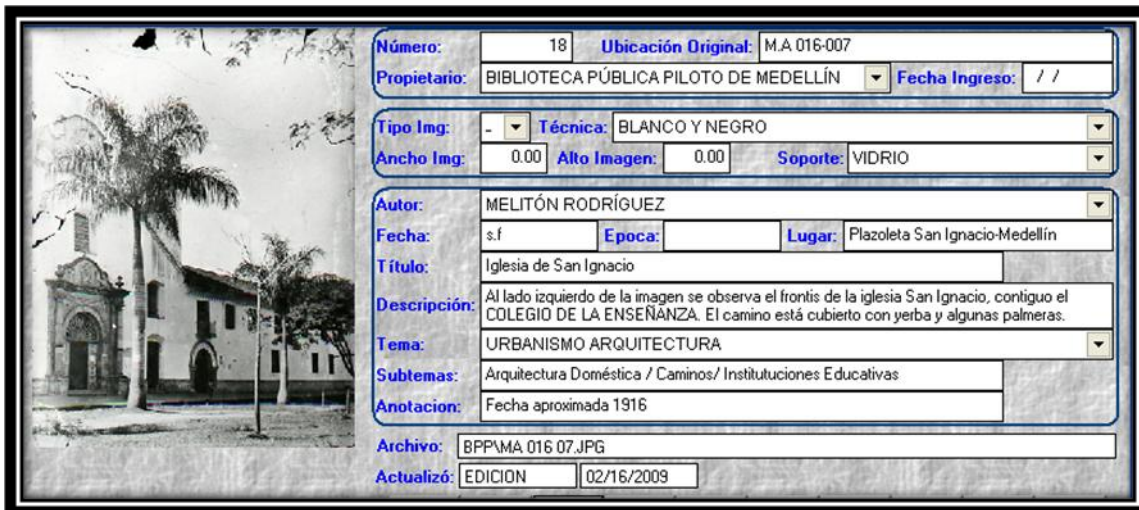 Número: 18 Ubicación Original: M.A 016-007
Propietario: BIBLIOTECA PÚBLICA PILOTO DE MEDELLÍN Fecha Ingreso: / /
Tipo Img: - Técnica: BLANCO Y NEGRO
Ancho Img: 0.00 Alto Imagen: 0.00 Soporte: VIDRIO
Autor: MELITÓN RODRÍGUEZ
Fecha: s.f Epoca: Lugar: Plazoleta San Ignacio-Medellín
Título: Iglesia de San Ignacio
Descripción: Al lado izquierdo de la imagen se observa el frontis de la iglesia San Ignacio, contiguo el
COLEGIO DE LA ENSEÑANZA. El camino está cubierto con yerba y algunas palmeras.
Tema: URBANISMO ARQUITECTURA
Subtemas: Arquitectura Doméstica / Caminos/ Institutuciones Educativas
Anotacion: Fecha aproximada 1916
Archivo: BPP\MA 016 07.JPG
Actualizó: EDICION 02/16/2009